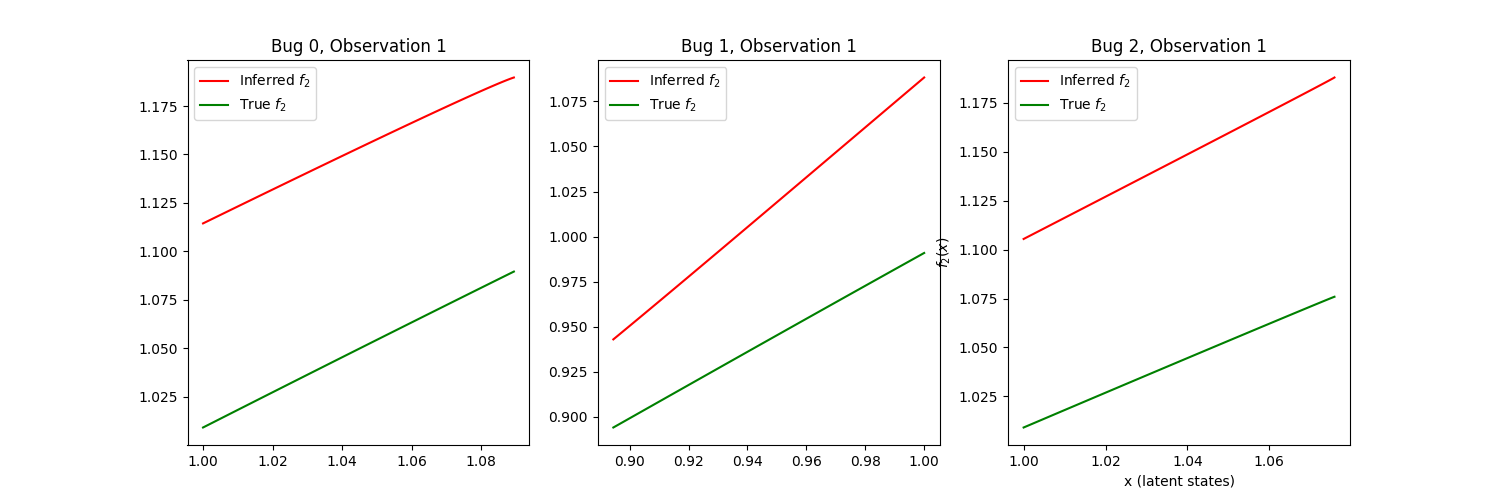 Bug 0, Observation 1
Inferred f₂
True f₂
1.175
1.150
1.125
1.100
1.075
1.050
1.025
1.00 1.02 1.04 1.06 1.08
Bug 1, Observation 1
Inferred f₂
True f₂
1.075
1.050
1.025
1.000
0.975
0.950
0.925
0.900
0.90 0.92 0.94 0.96 0.98 1.00
Bug 2, Observation 1
Inferred f₂
True f₂
f₂(x)
1.175
1.150
1.125
1.100
1.075
1.050
1.025
1.00 1.02 1.04 1.06
x (latent states)